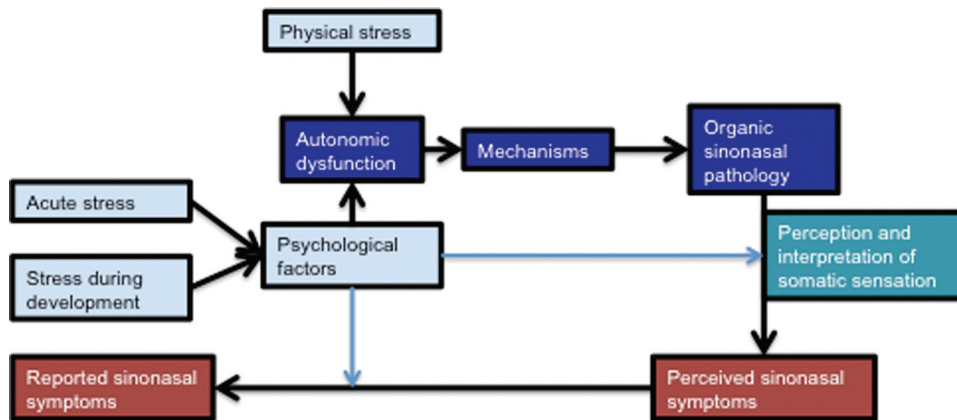 Physical stress
Autonomic
dysfunction
Mechanisms
Organic
sinonasal
pathology
Acute stress
Stress during
development
Psychological
factors
Perception and
interpretation of
somatic sensation
Reported sinonasal
symptoms
Perceived sinonasal
symptoms